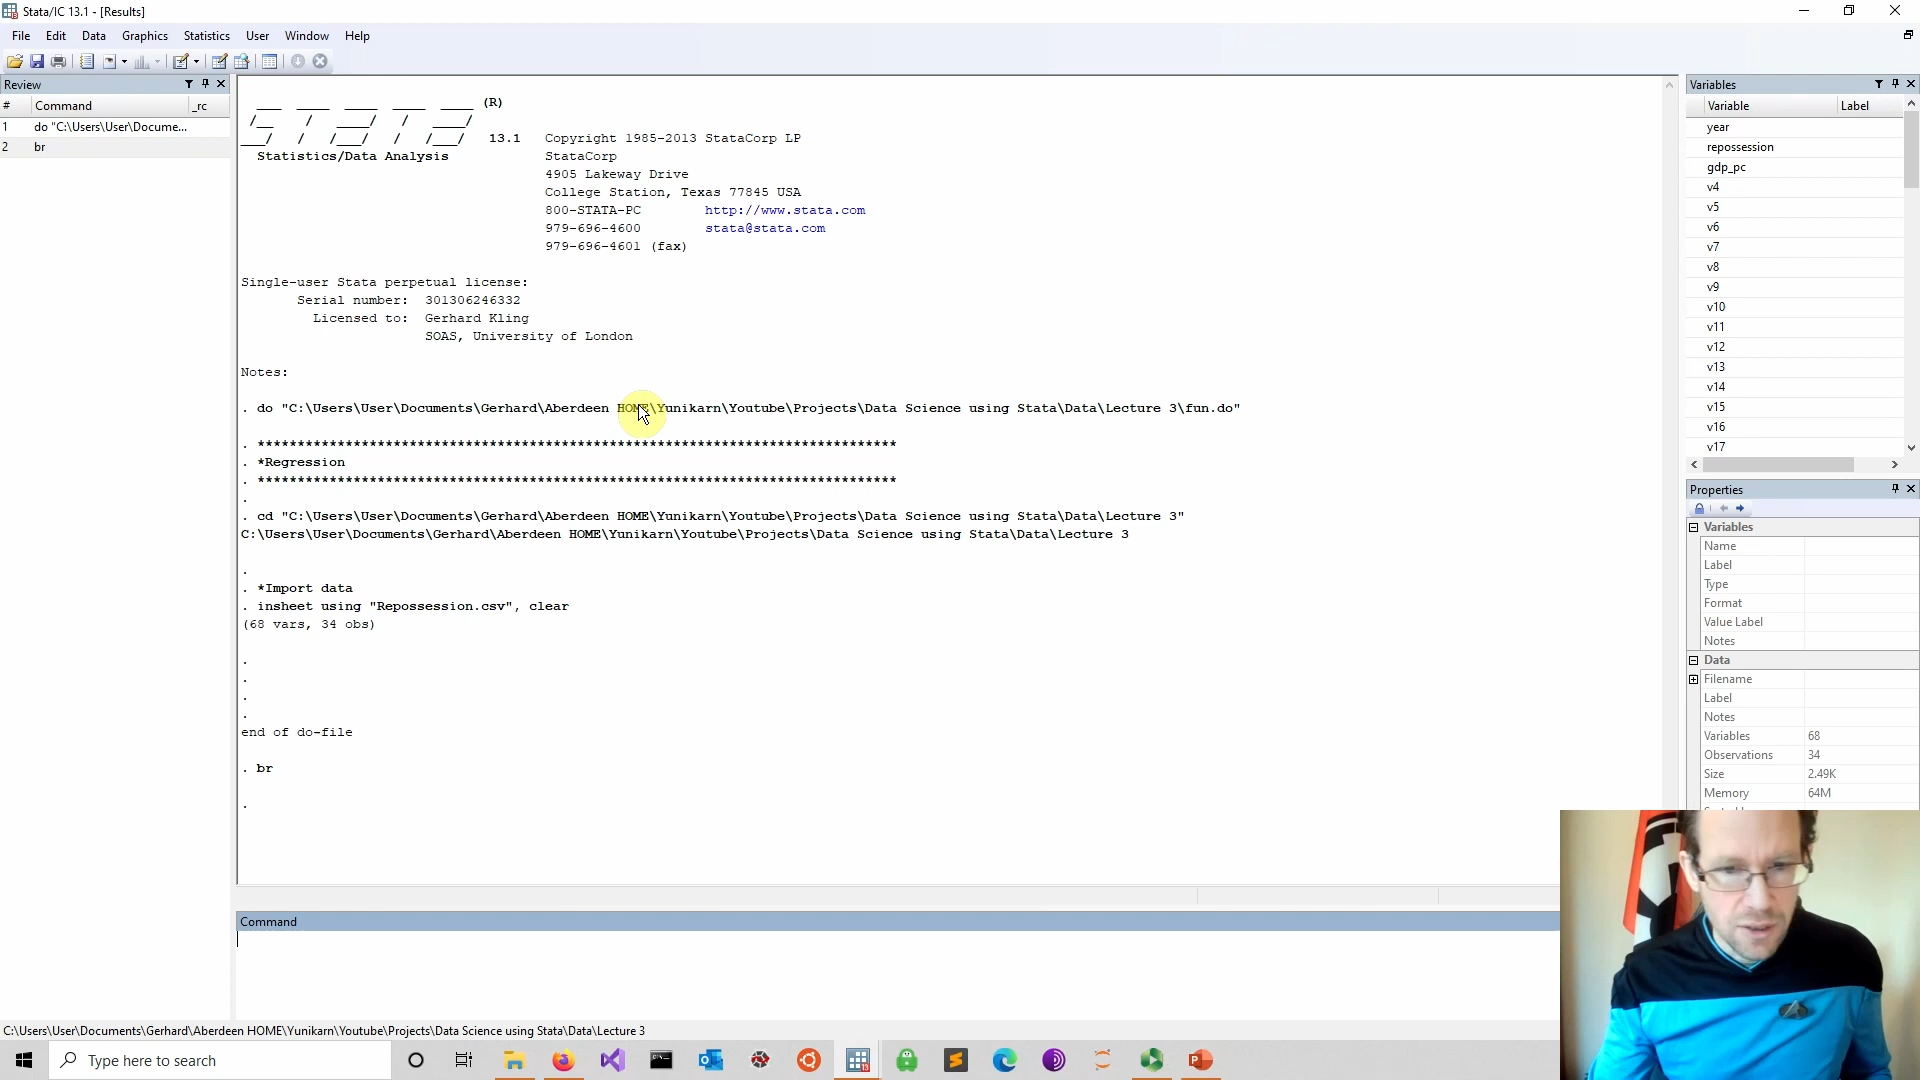 Stata/IC 13.1 - [Results]
File Edit Data Graphics Statistics User Window Help
Review
# Command _rc
1 do "C:\Users\User\Docume...
2 br
(R)
13.1 Copyright 1985-2013 StataCorp LP
Statistics/Data Analysis StataCorp
4905 Lakeway Drive
College Station, Texas 77845 USA
800-STATA-PC http://www.stata.com
979-696-4600 stata@stata.com
979-696-4601 (fax)
Single-user Stata perpetual license:
Serial number: 301306246332
Licensed to: Gerhard Kling
SOAS, University of London
Notes:
. do "C:\Users\User\Documents\Gerhard\Aberdeen HOME\Yunikarn\Youtube\Projects\Data Science using Stata\Data\Lecture 3\fun.do"
. ********************************************************************************
. *Regression
. ********************************************************************************
.
. cd "C:\Users\User\Documents\Gerhard\Aberdeen HOME\Yunikarn\Youtube\Projects\Data Science using Stata\Data\Lecture 3"
C:\Users\User\Documents\Gerhard\Aberdeen HOME\Yunikarn\Youtube\Projects\Data Science using Stata\Data\Lecture 3
.
. *Import data
. insheet using "Repossession.csv", clear
(68 vars, 34 obs)
.
.
.
.
end of do-file
. br
.
Command
C:\Users\User\Documents\Gerhard\Aberdeen HOME\Yunikarn\Youtube\Projects\Data Science using Stata\Data\Lecture 3
Variables
Variable Label
year
repossession
gdp_pc
v4
v5
v6
v7
v8
v9
v10
v11
v12
v13
v14
v15
v16
v17
Properties
Variables
Name
Label
Type
Format
Value Label
Notes
Data
Filename
Label
Notes
Variables 68
Observations 34
Size 2.49K
Memory 64M
Type here to search